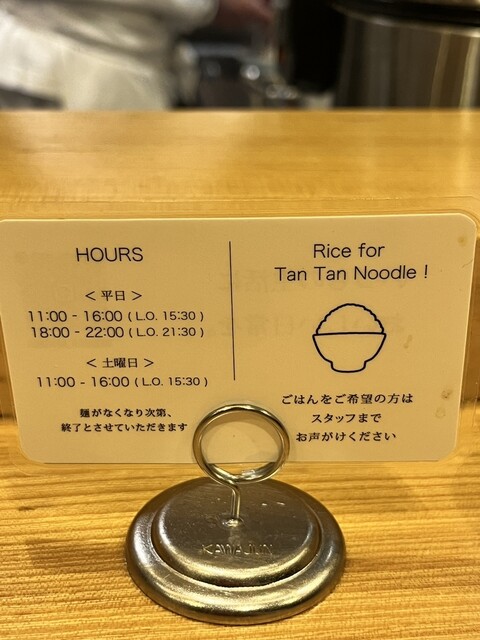 HOURS
< 平日 >
11:00 - 16:00 ( L.O. 15:30 )
18:00 - 22:00 ( L.O. 21:30 )
< 土曜日 >
11:00 - 16:00 ( L.O. 15:30 )
麺がなくなり次第、
終了とさせていただきます
Rice for
Tan Tan Noodle !
ごはんをご希望の方は
スタッフまで
お声がけください
KAWAJUN